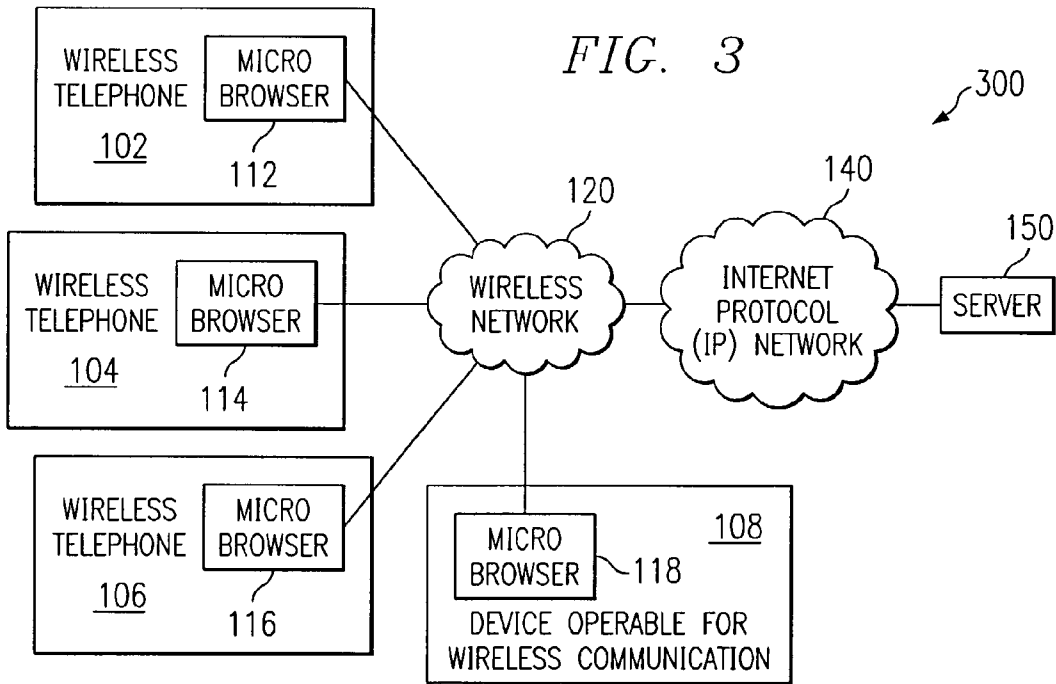 FIG. 3
300
WIRELESS
TELEPHONE
102
MICRO
BROWSER
112
WIRELESS
TELEPHONE
104
MICRO
BROWSER
114
WIRELESS
TELEPHONE
106
MICRO
BROWSER
116
120
WIRELESS
NETWORK
140
INTERNET
PROTOCOL
(IP) NETWORK
150
SERVER
MICRO
BROWSER
118
108
DEVICE OPERABLE FOR
WIRELESS COMMUNICATION